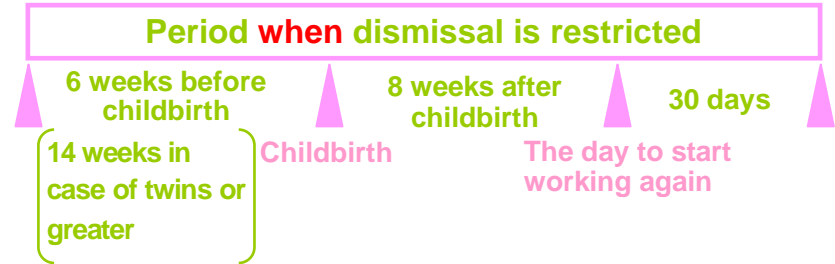 Period when dismissal is restricted
6 weeks before
childbirth
8 weeks after
childbirth
30 days
14 weeks in
case of twins or
greater
Childbirth
The day to start
working again